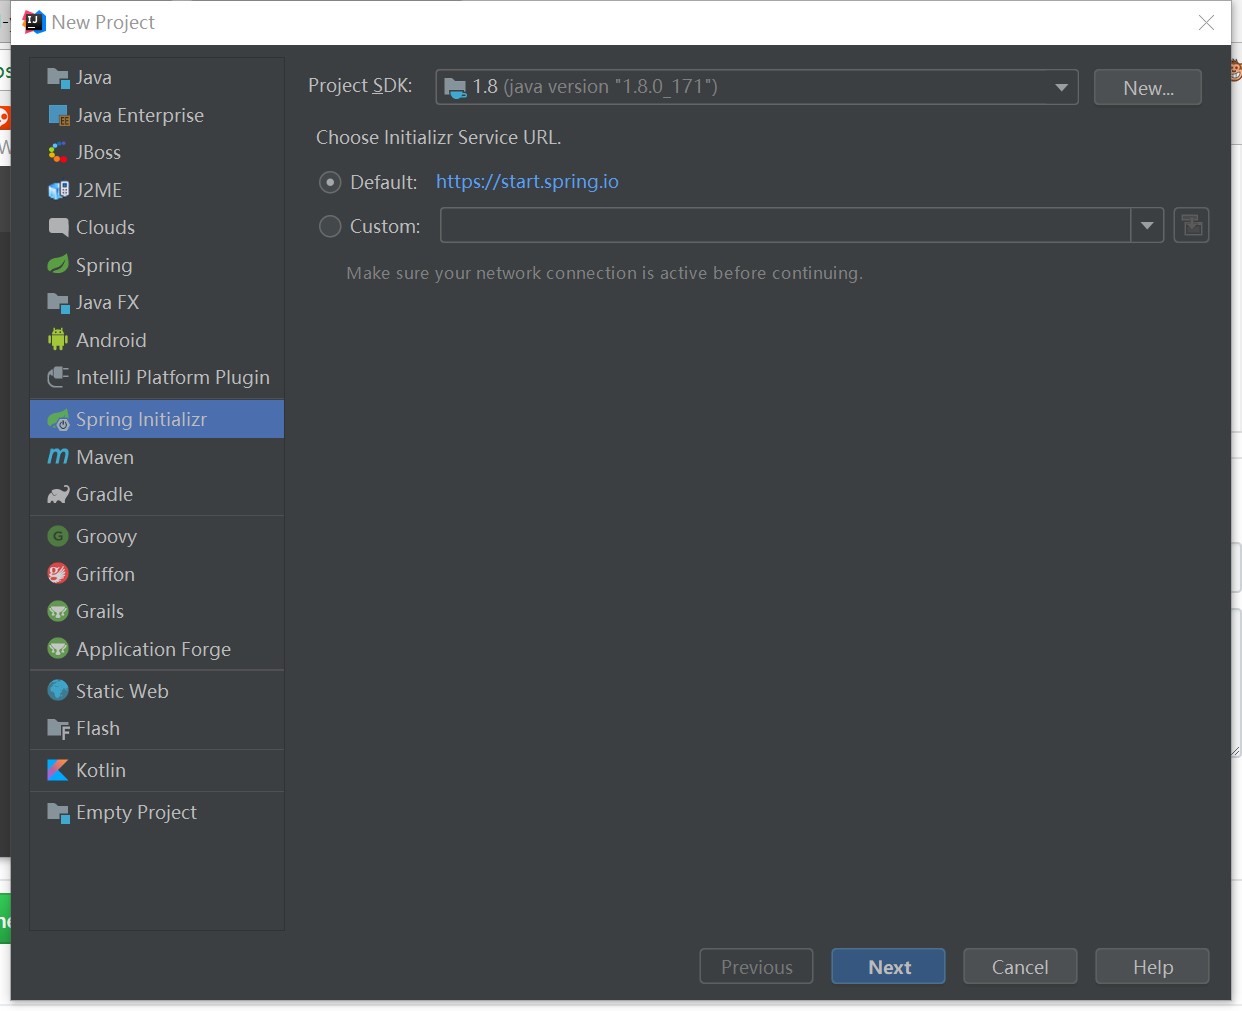 New Project
Java
Java Enterprise
JBoss
J2ME
Clouds
Spring
Java FX
Android
IntelliJ Platform Plugin
Spring Initializr
Maven
Gradle
Groovy
Griffon
Grails
Application Forge
Static Web
Flash
Kotlin
Empty Project
Project SDK: 1.8 (java version "1.8.0_171") New...
Choose Initializr Service URL.
Default: https://start.spring.io
Custom:
Make sure your network connection is active before continuing.
Previous Next Cancel Help